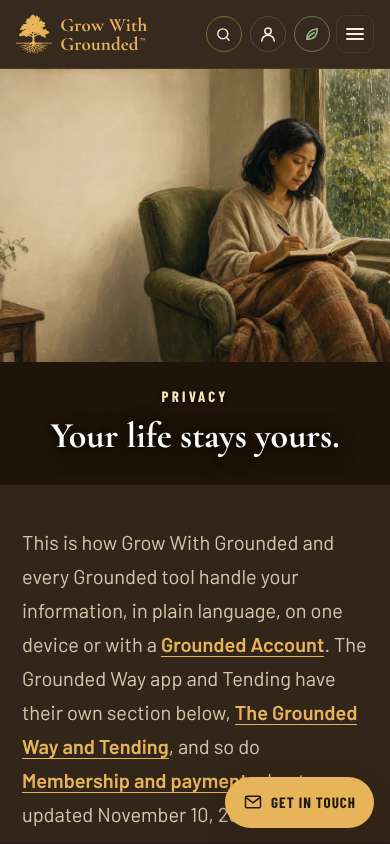 Grow With
Grounded™
PRIVACY
Your life stays yours.
This is how Grow With Grounded and
every Grounded tool handle your
information, in plain language, on one
device or with a Grounded Account. The
Grounded Way app and Tending have
their own section below, The Grounded
Way and Tending, and so do
Membership and payment
updated November 10, 2
GET IN TOUCH